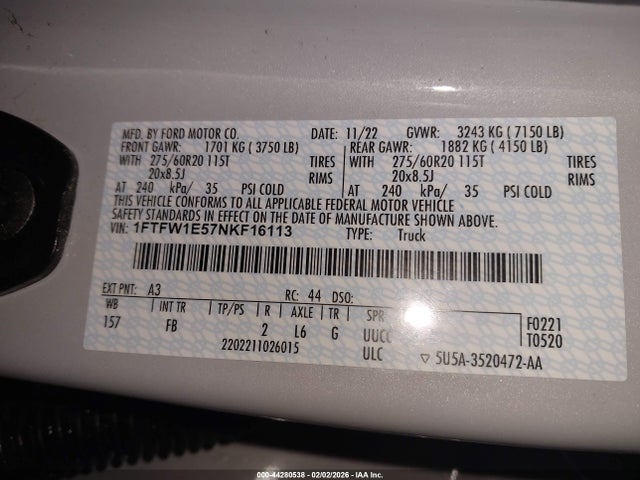 MFD. BY FORD MOTOR CO. DATE: 11/22 GVWR: 3243 KG ( 7150 LB)
FRONT GAWR: 1701 KG ( 3750 LB) REAR GAWR: 1882 KG ( 4150 LB)
WITH 275/60R20 115T TIRES WITH 275/60R20 115T TIRES
20x8.5J RIMS 20x8.5J RIMS
AT 240 kPa/ 35 PSI COLD AT 240 kPa/ 35 PSI COLD
THIS VEHICLE CONFORMS TO ALL APPLICABLE FEDERAL MOTOR VEHICLE
SAFETY STANDARDS IN EFFECT ON THE DATE OF MANUFACTURE SHOWN ABOVE.
VIN: 1FTFW1E57NKF16113 TYPE: Truck
EXT PNT: A3 RC: 44 DSO:
WB INT TR TP/PS R AXLE TR SPR F0221
157 FB 2 L6 G UUCC T0520
2202211026015 ULC ▽ 5U5A-3520472-AA
000-44280538 - 02/02/2026 - IAA Inc.